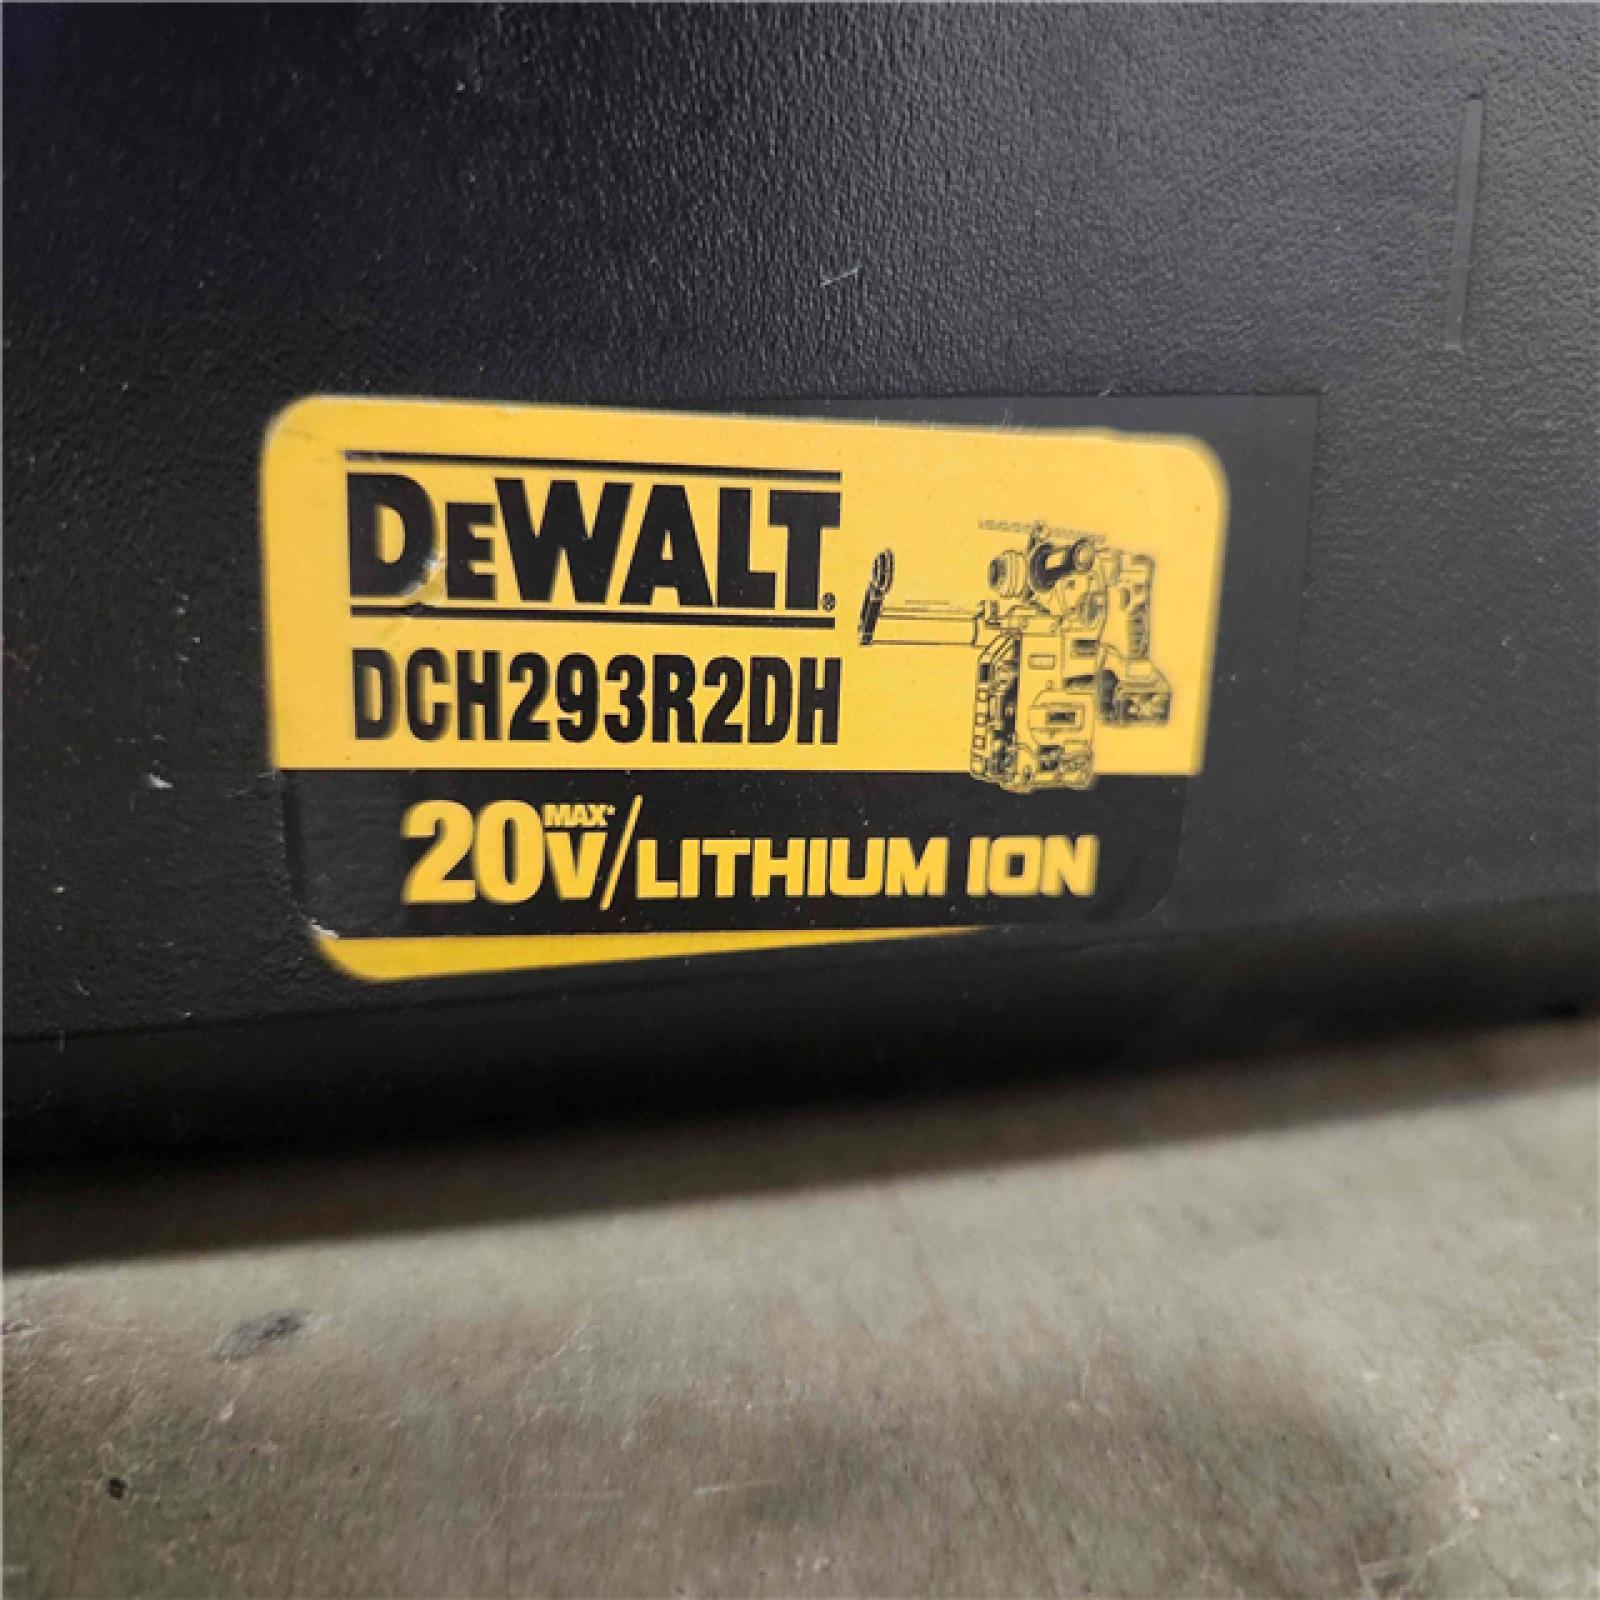 DeWALT®
DCH293R2DH
20V MAX* / LITHIUM ION